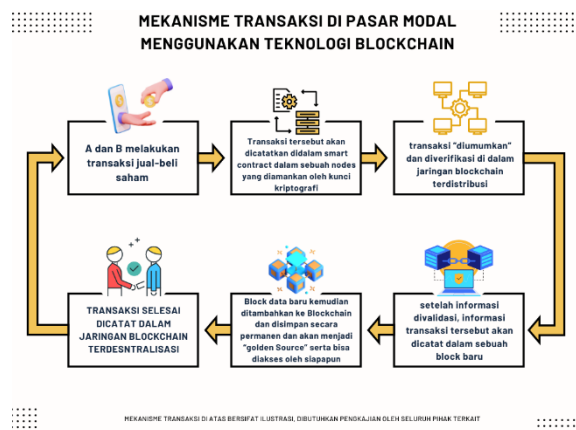 MEKANISME TRANSAKSI DI PASAR MODAL
MENGGUNAKAN TEKNOLOGI BLOCKCHAIN
A dan B melakukan
transaksi jual-beli
saham
Transaksi tersebut akan
dicatatkan didalam smart
contract dalam sebuah nodes
yang diamankan oleh kunci
kriptografi
transaksi "diumumkan"
dan diverifikasi di dalam
jaringan blockchain
terdistribusi
setelah informasi
divalidasi, informasi
transaksi tersebut akan
dicatat dalam sebuah
block baru
Block data baru kemudian
ditambahkan ke Blockchain
dan disimpan secara
permanen dan akan menjadi
"golden Source" serta bisa
diakses oleh siapapun
TRANSAKSI SELESAI
DICATAT DALAM
JARINGAN BLOCKCHAIN
TERDESNTRALISASI
MEKANISME TRANSAKSI DI ATAS BERSIFAT ILUSTRASI, DIBUTUHKAN PENGKAJIAN OLEH SELURUH PIHAK TERKAIT